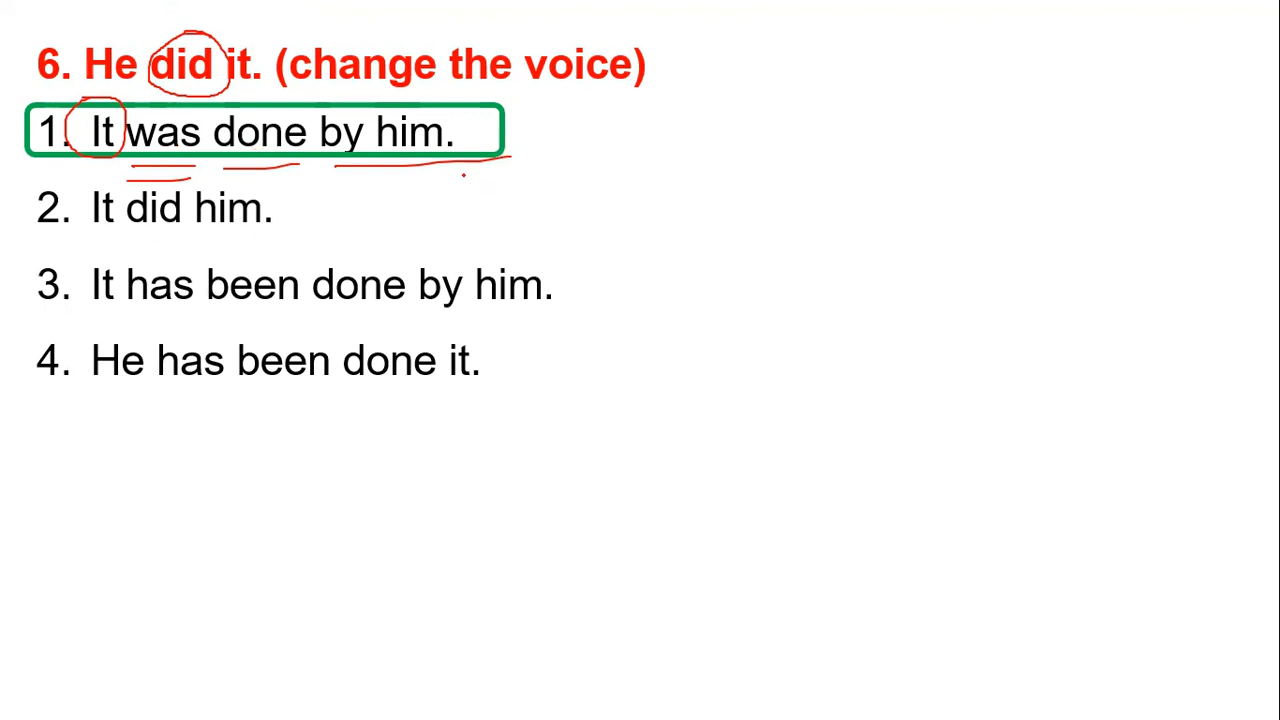 6. He did it. (change the voice)
1. It was done by him.
2. It did him.
3. It has been done by him.
4. He has been done it.